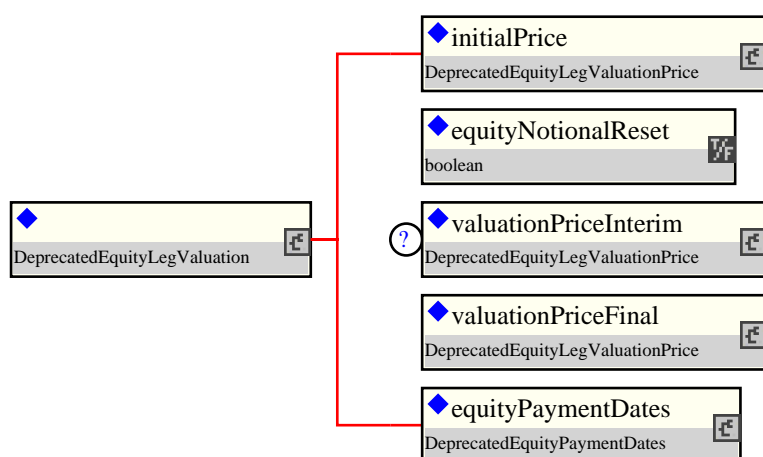 initialPrice
DeprecatedEquityLegValuationPrice
equityNotionalReset
T/F
boolean
DeprecatedEquityLegValuation
?
valuationPriceInterim
DeprecatedEquityLegValuationPrice
valuationPriceFinal
DeprecatedEquityLegValuationPrice
equityPaymentDates
DeprecatedEquityPaymentDates